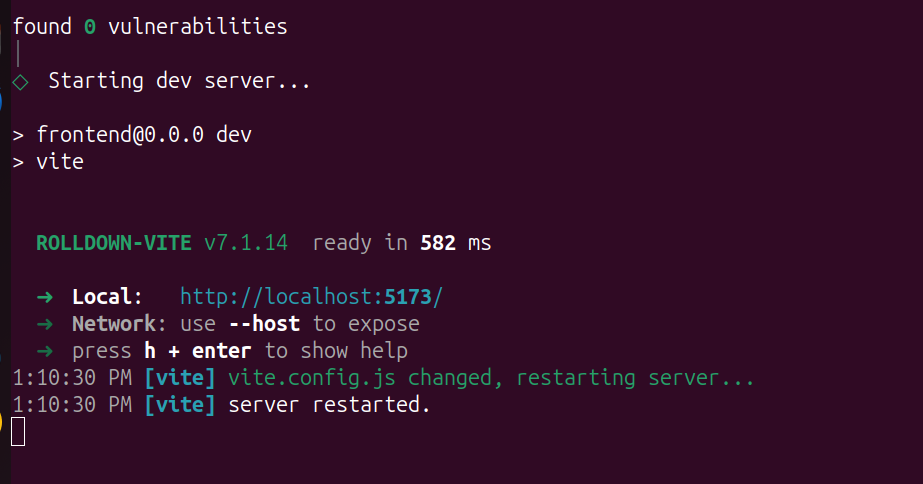 found 0 vulnerabilities
│
◇  Starting dev server...
> frontend@0.0.0 dev
> vite
ROLLDOWN-VITE v7.1.14  ready in 582 ms
➜  Local:   http://localhost:5173/
➜  Network: use --host to expose
➜  press h + enter to show help
1:10:30 PM [vite] vite.config.js changed, restarting server...
1:10:30 PM [vite] server restarted.